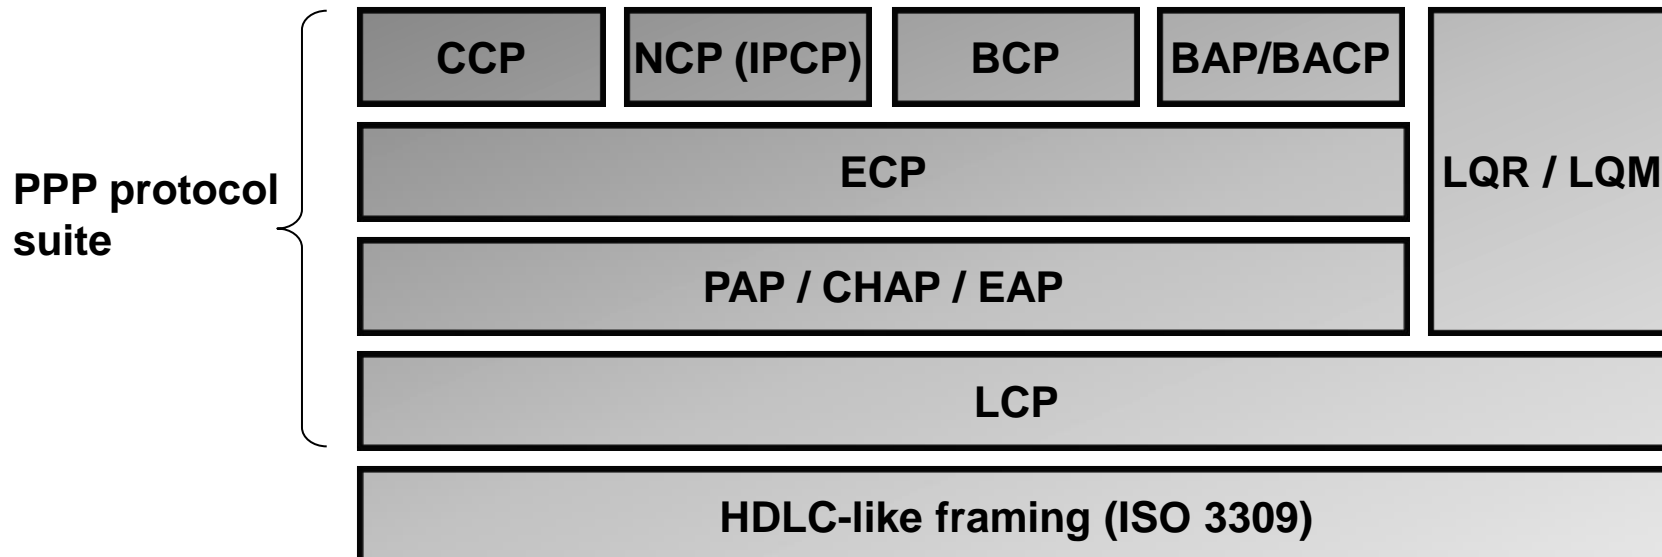 CCP
NCP (IPCP)
BCP
BAP/BACP
ECP
LQR / LQM
PPP protocol
suite
PAP / CHAP / EAP
LCP
HDLC-like framing (ISO 3309)